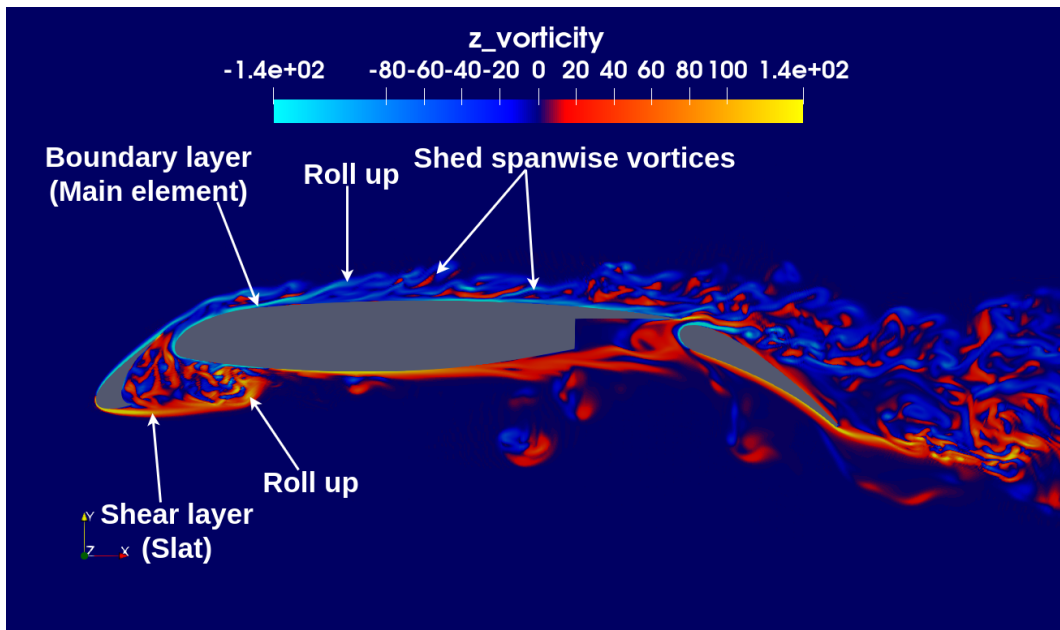 z_vorticity
-1.4e+02 -80 -60 -40 -20 0 20 40 60 80 100 1.4e+02
Boundary layer
(Main element)
Roll up
Shed spanwise vortices
Roll up
Shear layer
(Slat)
Y
Z X